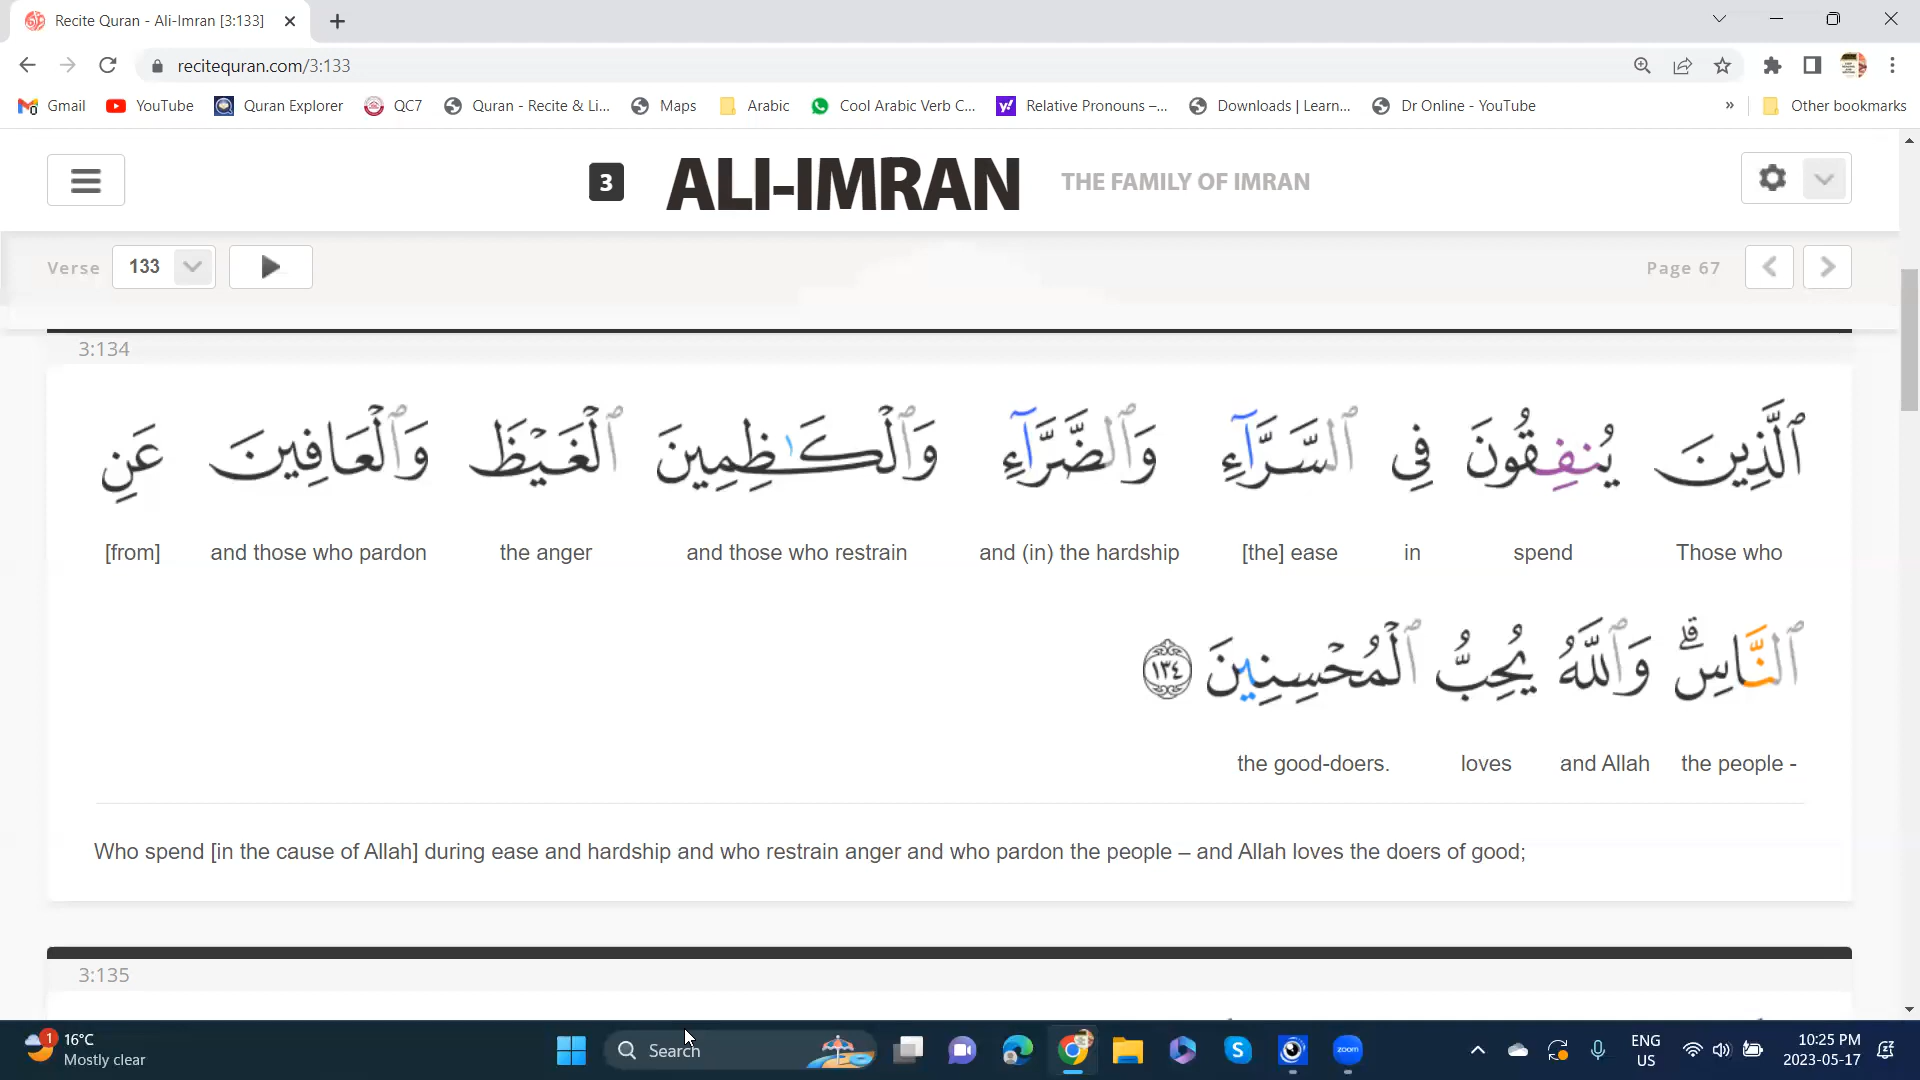 Recite Quran - Ali-Imran [3:133]
recitequran.com/3:133
Gmail YouTube Quran Explorer QC7 Quran - Recite & Li... Maps Arabic Cool Arabic Verb C... Relative Pronouns –... Downloads | Learn... Dr Online - YouTube » Other bookmarks
3 ALI-IMRAN THE FAMILY OF IMRAN
Verse 133 Page 67
3:134
ٱلَّذِينَ يُنفِقُونَ فِى ٱلسَّرَّآءِ وَٱلضَّرَّآءِ وَٱلْكَـٰظِمِينَ ٱلْغَيْظَ وَٱلْعَافِينَ عَنِ
[from] and those who pardon the anger and those who restrain and (in) the hardship [the] ease in spend Those who
ٱلنَّاسِ ۗ وَٱللَّهُ يُحِبُّ ٱلْمُحْسِنِينَ ١٣٤
the good-doers. loves and Allah the people -
Who spend [in the cause of Allah] during ease and hardship and who restrain anger and who pardon the people – and Allah loves the doers of good;
3:135
1 16°C
Mostly clear
Search
zoom
ENG
US
10:25 PM
2023-05-17